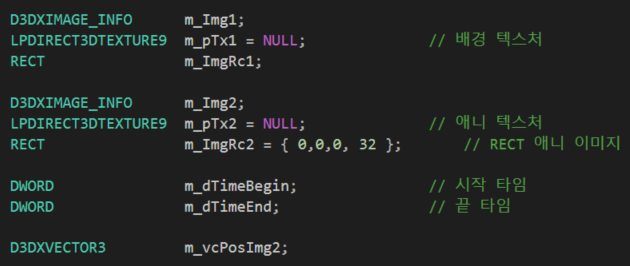 D3DXIMAGE_INFO m_Img1;
LPDIRECT3DTEXTURE9 m_pTx1 = NULL; // 배경 텍스처
RECT m_ImgRc1;
D3DXIMAGE_INFO m_Img2;
LPDIRECT3DTEXTURE9 m_pTx2 = NULL; // 애니 텍스처
RECT m_ImgRc2 = { 0,0,0, 32 }; // RECT 애니 이미지
DWORD m_dTimeBegin; // 시작 타임
DWORD m_dTimeEnd; // 끝 타임
D3DXVECTOR3 m_vcPosImg2;